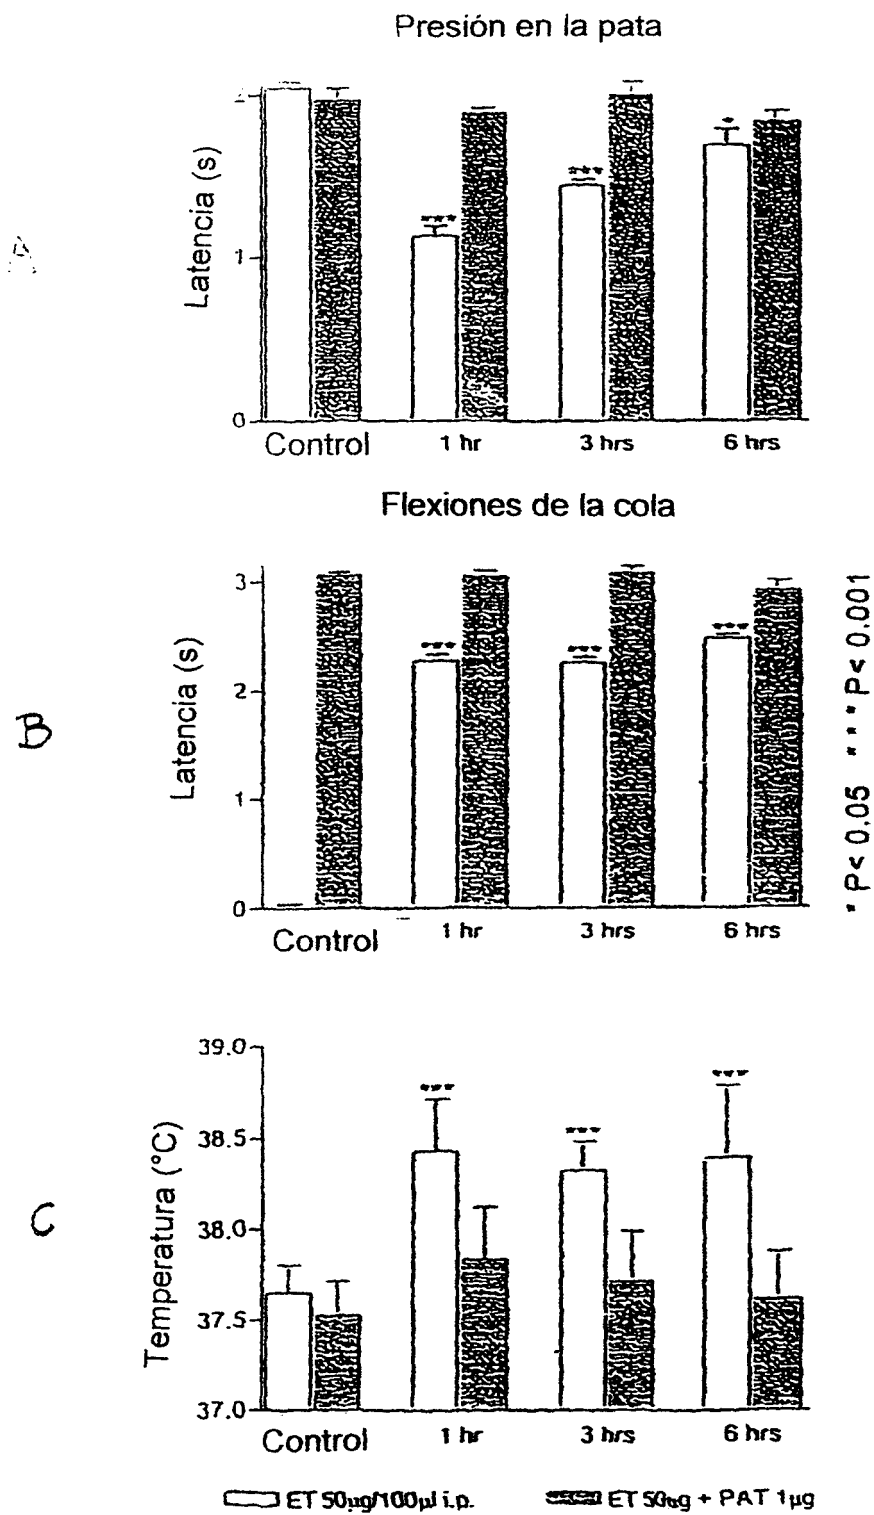 Presión en la pata
A
Latencia (s)
2
1
0
*** *** *
Control 1 hr 3 hrs 6 hrs
Flexiones de la cola
B
Latencia (s)
3
2
1
0
*** *** ***
Control 1 hr 3 hrs 6 hrs
* P< 0.05 *** P< 0.001
C
Temperatura (°C)
39.0
38.5
38.0
37.5
37.0
*** *** ***
Control 1 hr 3 hrs 6 hrs
ET 50µg/100µl i.p. ET 50µg + PAT 1µg